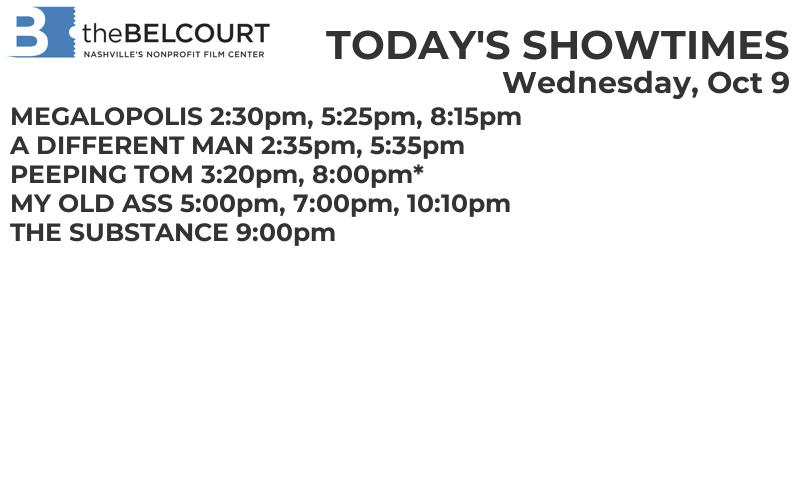 B theBELCOURT
NASHVILLE'S NONPROFIT FILM CENTER
TODAY'S SHOWTIMES
Wednesday, Oct 9
MEGALOPOLIS 2:30pm, 5:25pm, 8:15pm
A DIFFERENT MAN 2:35pm, 5:35pm
PEEPING TOM 3:20pm, 8:00pm*
MY OLD ASS 5:00pm, 7:00pm, 10:10pm
THE SUBSTANCE 9:00pm